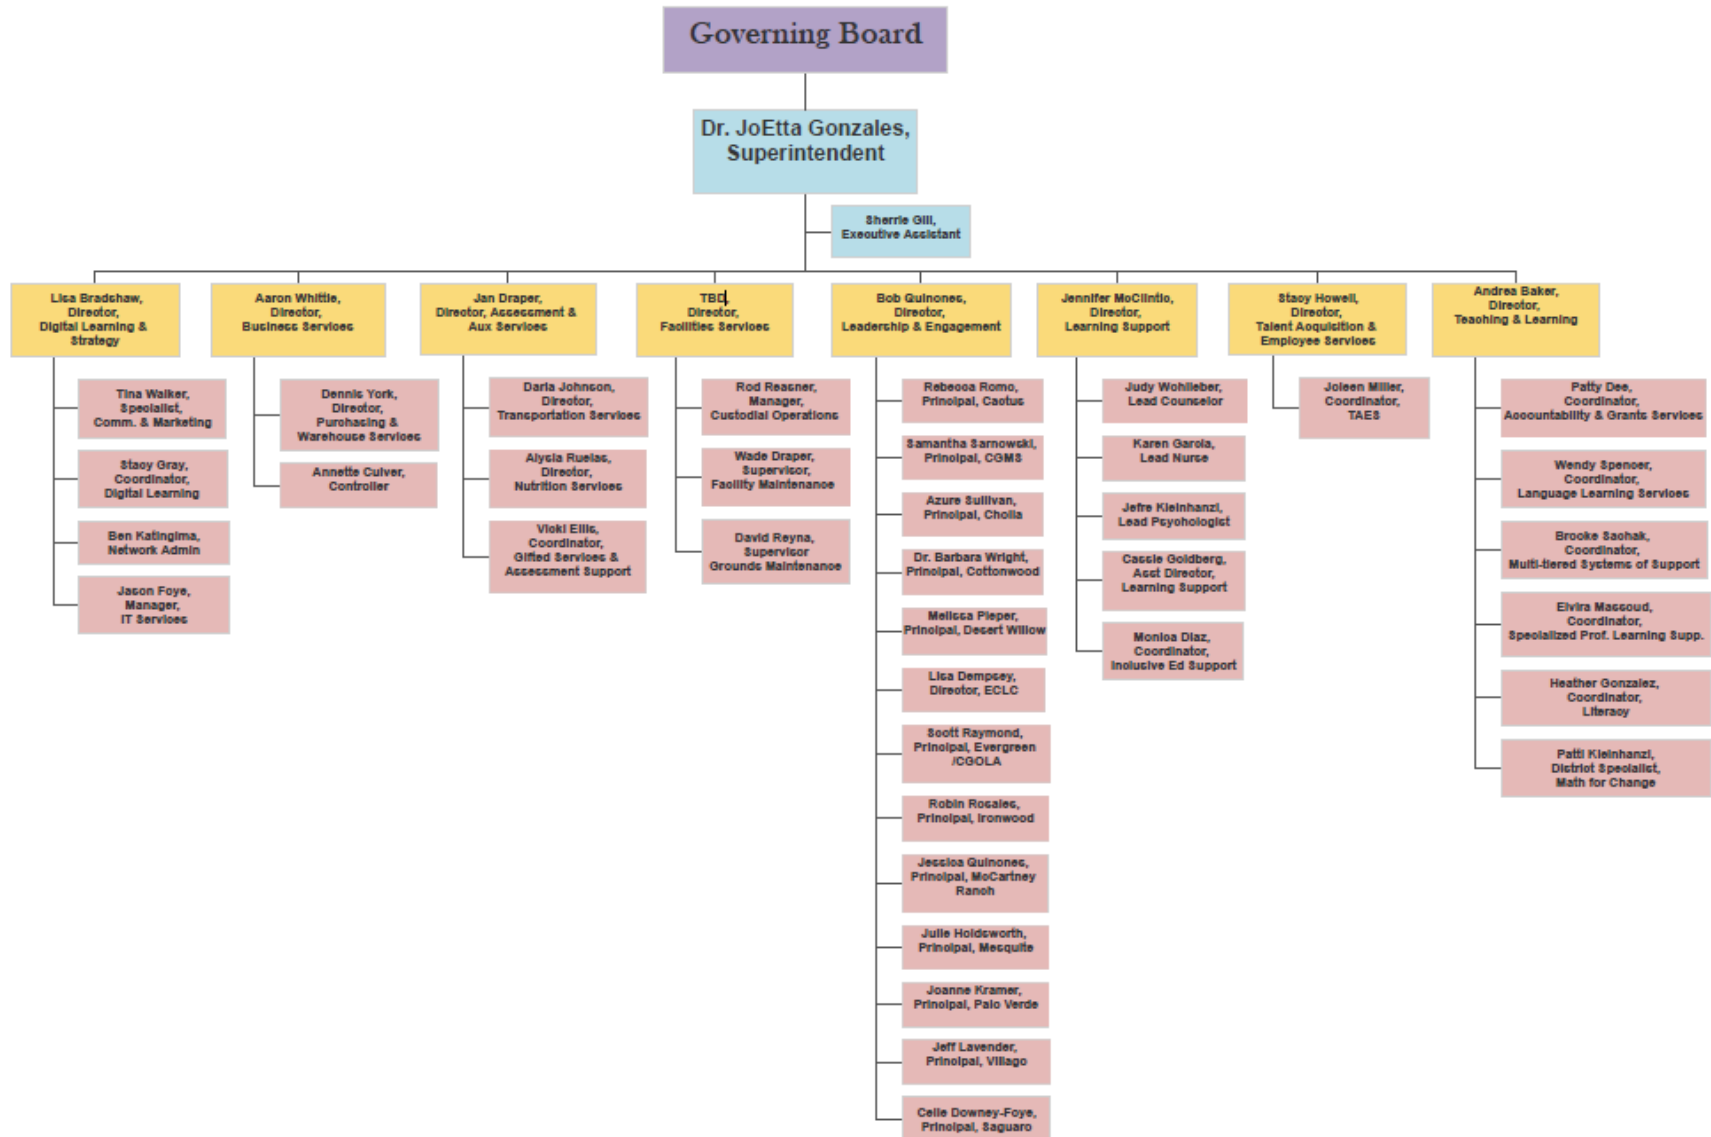 Governing Board
Dr. JoEtta Gonzales,
Superintendent
Sherrie Gill,
Executive Assistant
Lisa Bradshaw,
Director,
Digital Learning &
Strategy
Tina Walker,
Specialist,
Comm. & Marketing
Stacy Gray,
Coordinator,
Digital Learning
Ben Katingima,
Network Admin
Jason Foye,
Manager,
IT Services
Aaron Whittle,
Director,
Business Services
Dennis York,
Director,
Purchasing &
Warehouse Services
Annette Culver,
Controller
Jan Draper,
Director, Assessment &
Aux Services
Darla Johnson,
Director,
Transportation Services
Alysia Ruelas,
Director,
Nutrition Services
Vicki Ellis,
Coordinator,
Gifted Services &
Assessment Support
TBD,
Director,
Facilities Services
Rod Reasner,
Manager,
Custodial Operations
Wade Draper,
Supervisor,
Facility Maintenance
David Reyna,
Supervisor
Grounds Maintenance
Bob Quinones,
Director,
Leadership & Engagement
Rebecca Romo,
Principal, Cactus
Samantha Sarnowski,
Principal, CGMS
Azure Sullivan,
Principal, Cholla
Dr. Barbara Wright,
Principal, Cottonwood
Melissa Pieper,
Principal, Desert Willow
Lisa Dempsey,
Director, ECLC
Scott Raymond,
Principal, Evergreen
/CGOLA
Robin Rosales,
Principal, Ironwood
Jessica Quinones,
Principal, McCartney
Ranch
Julie Holdsworth,
Principal, Mesquite
Joanne Kramer,
Principal, Palo Verde
Jeff Lavender,
Principal, Villago
Celie Downey-Foye,
Principal, Saguaro
Jennifer McClintic,
Director,
Learning Support
Judy Wohlleber,
Lead Counselor
Karen Garcia,
Lead Nurse
Jefre Kleinhanzl,
Lead Psychologist
Cassie Goldberg,
Asst Director,
Learning Support
Monica Diaz,
Coordinator,
Inclusive Ed Support
Stacy Howell,
Director,
Talent Acquisition &
Employee Services
Joleen Miller,
Coordinator,
TAES
Andrea Baker,
Director,
Teaching & Learning
Patty Dee,
Coordinator,
Accountability & Grants Services
Wendy Spencer,
Coordinator,
Language Learning Services
Brooke Sachak,
Coordinator,
Multi-tiered Systems of Support
Elvira Massoud,
Coordinator,
Specialized Prof. Learning Supp.
Heather Gonzalez,
Coordinator,
Literacy
Patti Kleinhanzl,
District Specialist,
Math for Change